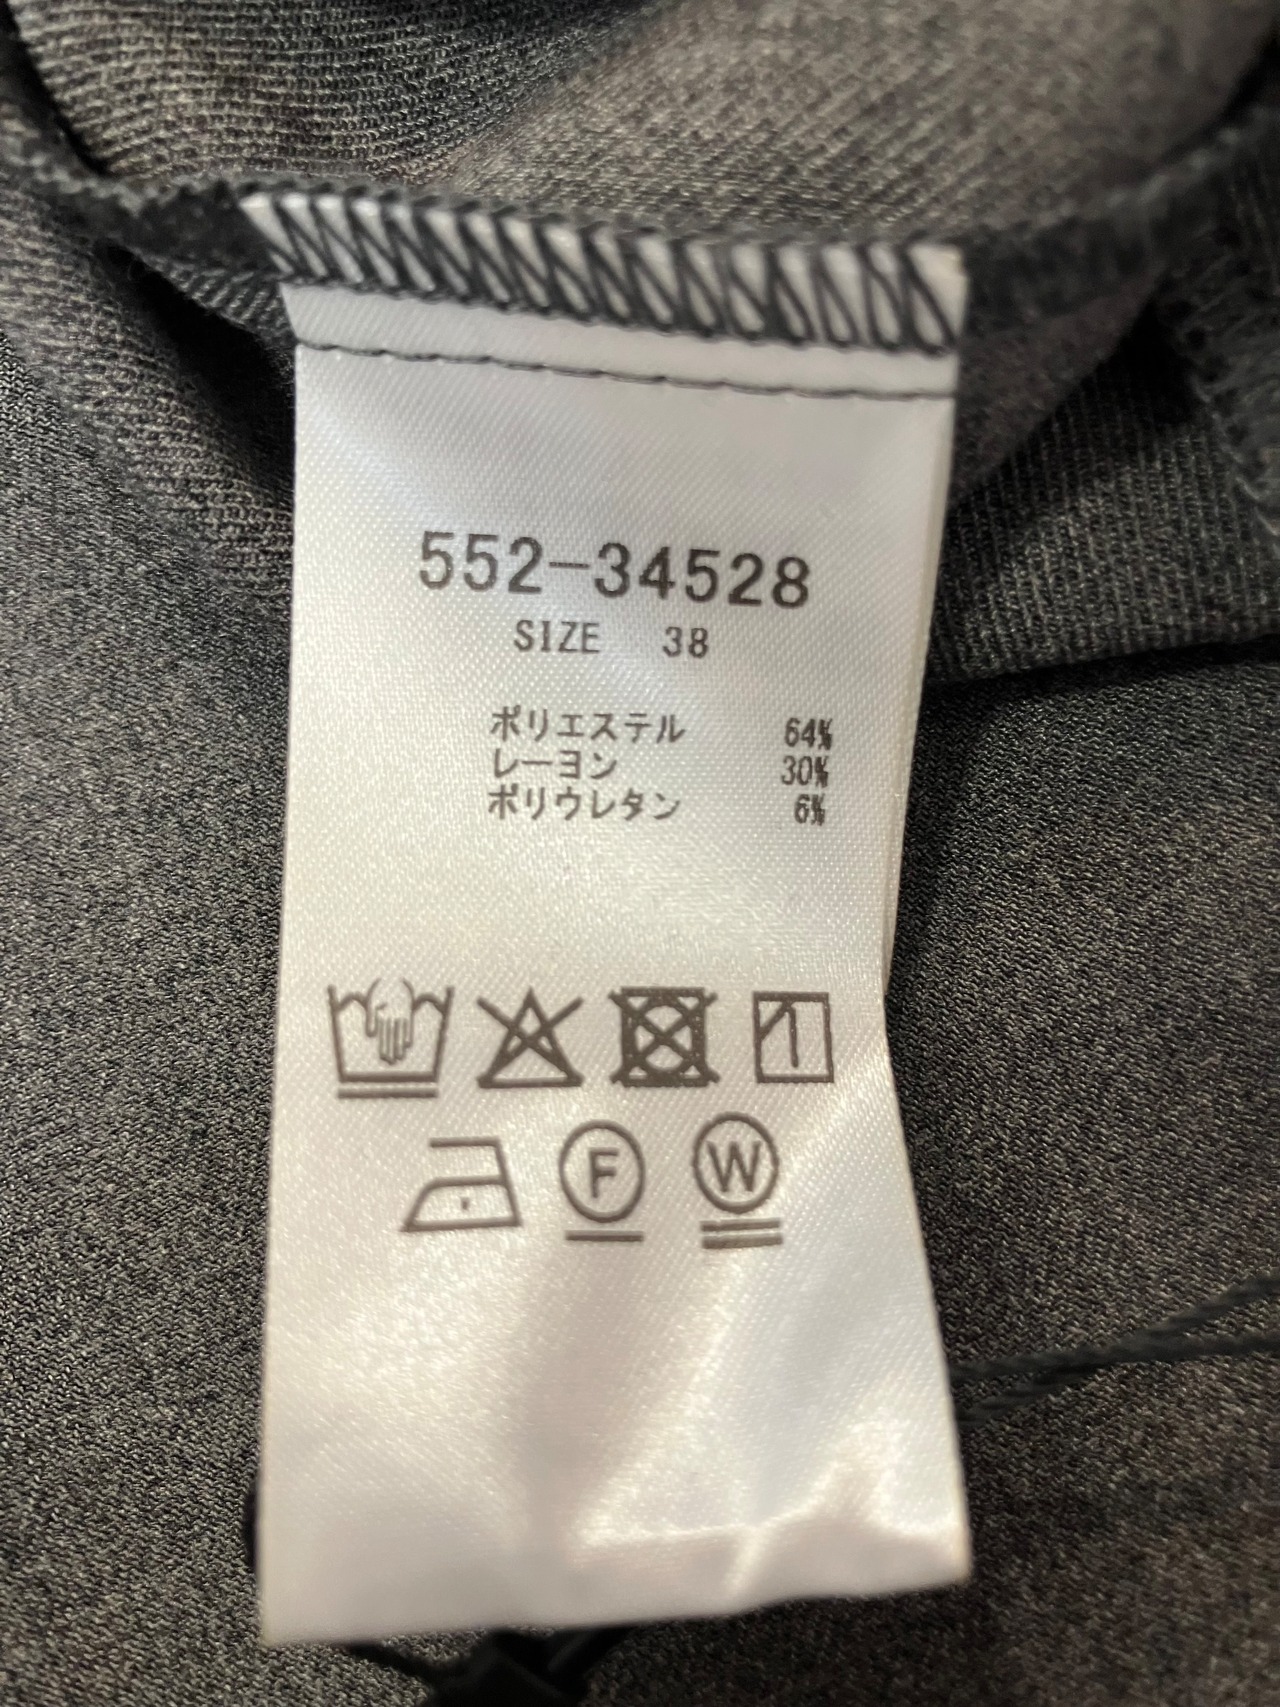 552-34528
SIZE 38
ポリエステル 64%
レーヨン 30%
ポリウレタン 6%
F W